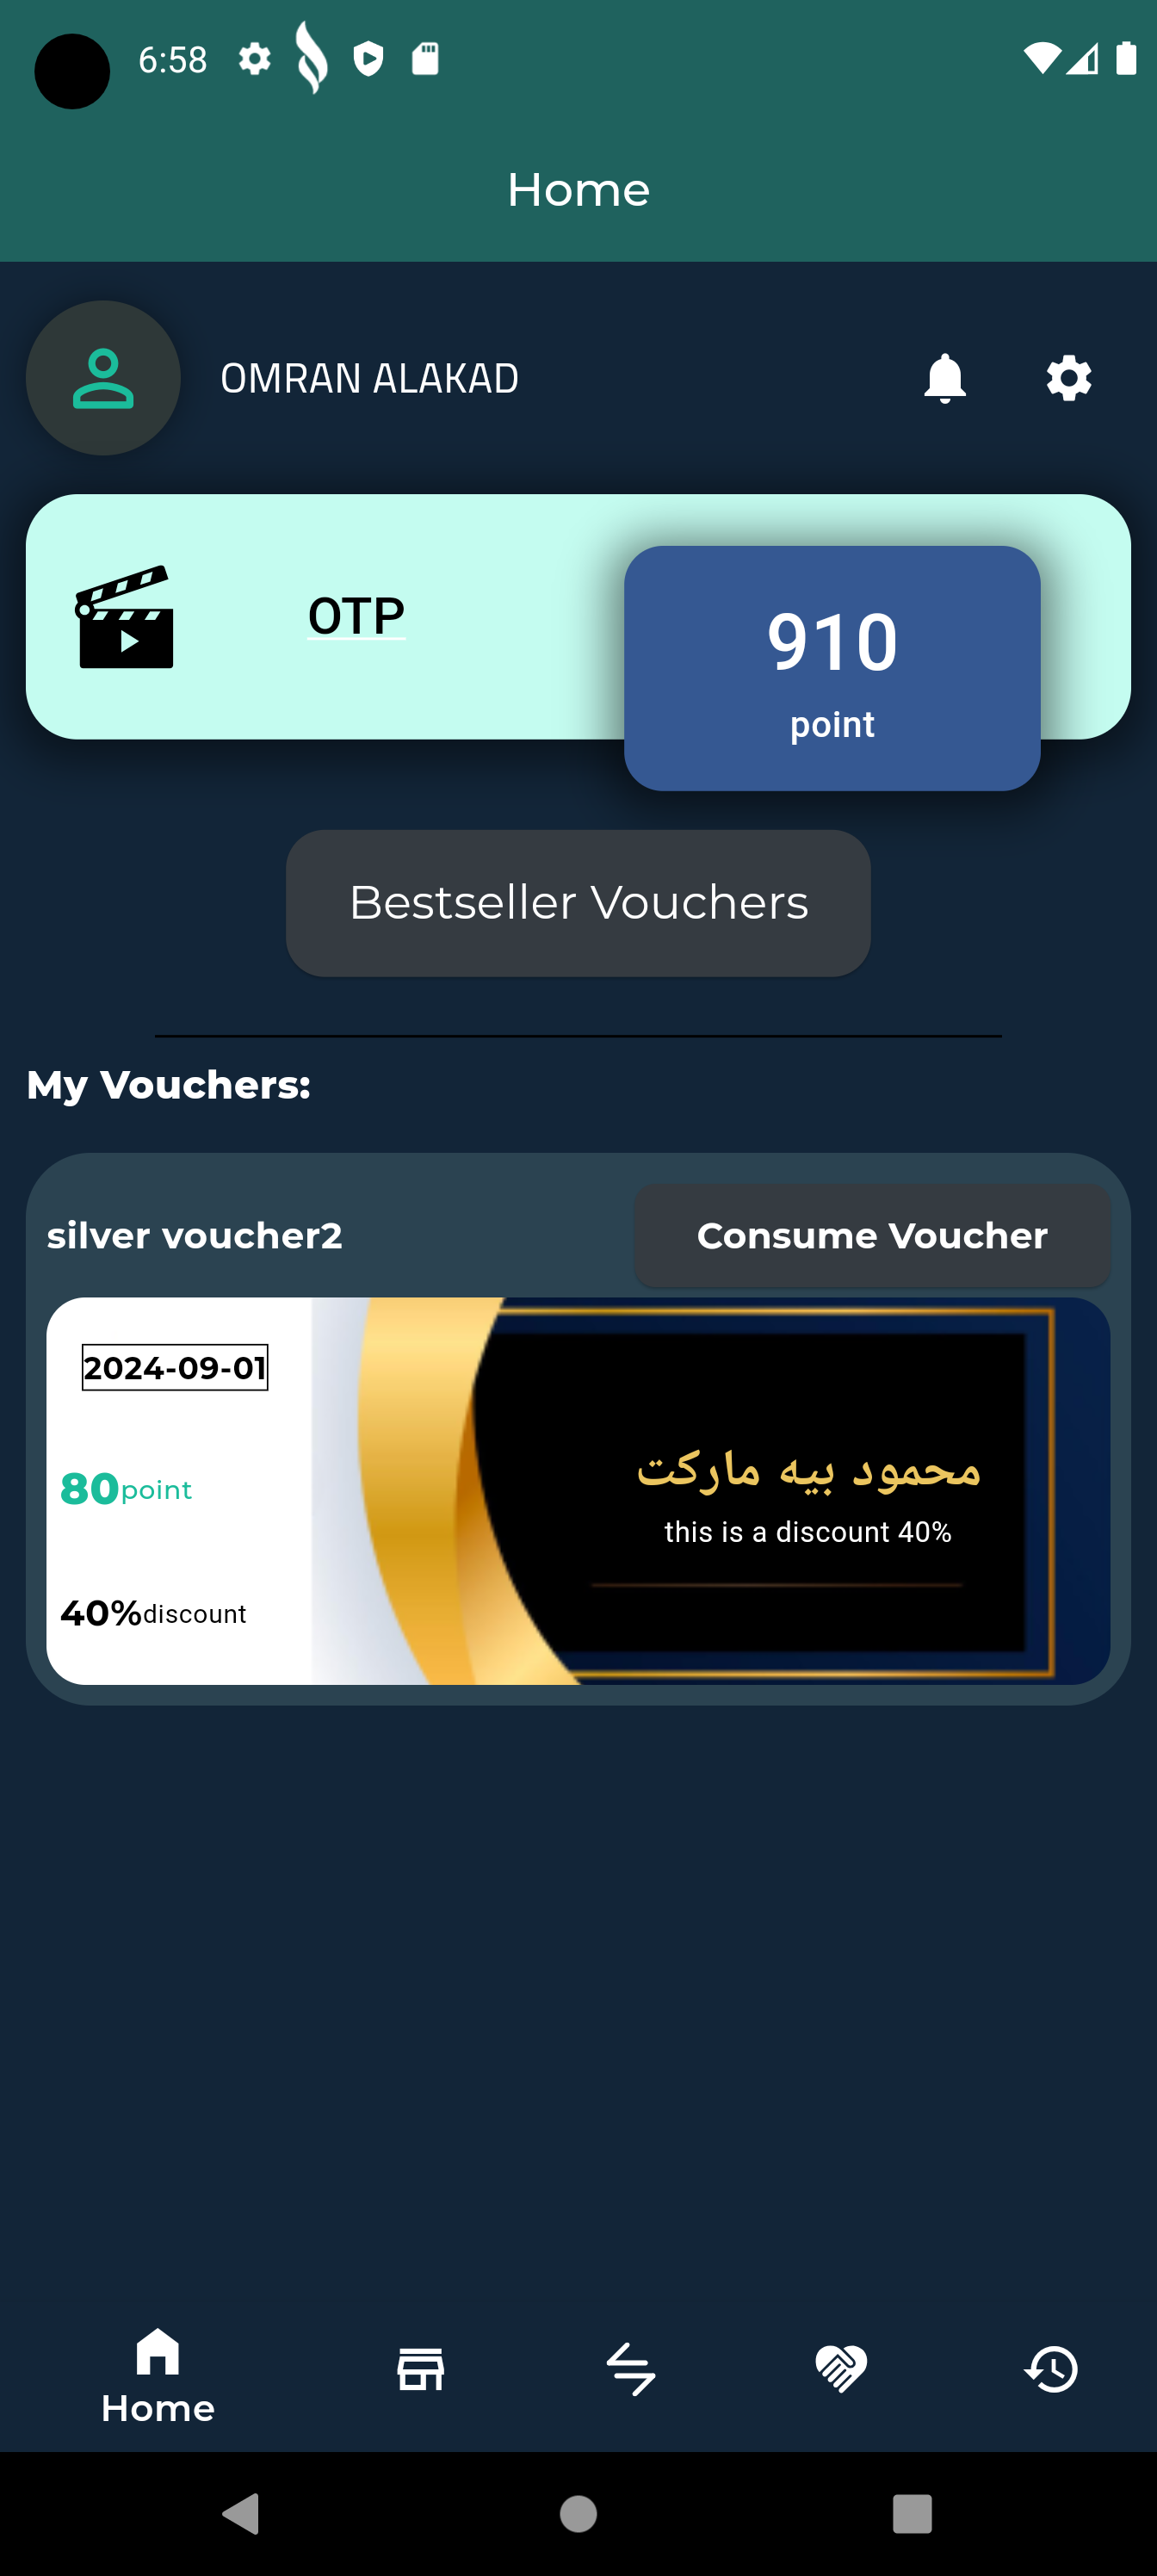 6:58
Home
OMRAN ALAKAD
OTP
910
point
Bestseller Vouchers
My Vouchers:
silver voucher2
Consume Voucher
2024-09-01
80point
40%discount
محمود بيه ماركت
this is a discount 40%
Home